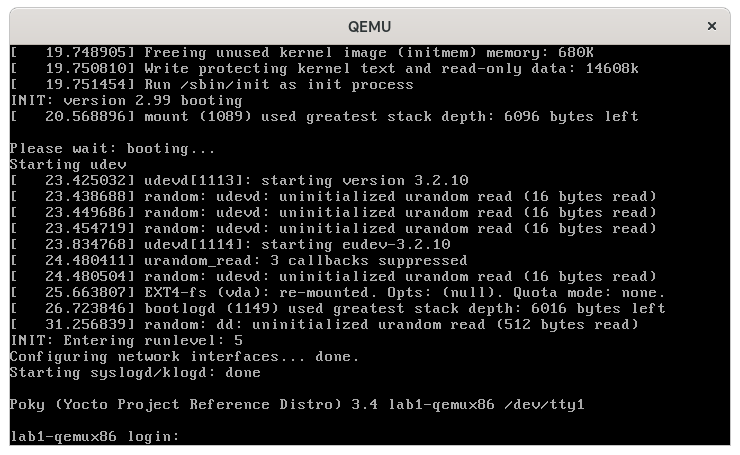 QEMU
×
[   19.748905] Freeing unused kernel image (initmem) memory: 680K
[   19.750810] Write protecting kernel text and read-only data: 14608k
[   19.751454] Run /sbin/init as init process
INIT: version 2.99 booting
[   20.568896] mount (1089) used greatest stack depth: 6096 bytes left
Please wait: booting...
Starting udev
[   23.425032] udevd[1113]: starting version 3.2.10
[   23.438688] random: udevd: uninitialized urandom read (16 bytes read)
[   23.449686] random: udevd: uninitialized urandom read (16 bytes read)
[   23.454719] random: udevd: uninitialized urandom read (16 bytes read)
[   23.834768] udevd[1114]: starting eudev-3.2.10
[   24.480411] urandom_read: 3 callbacks suppressed
[   24.480504] random: udevd: uninitialized urandom read (16 bytes read)
[   25.663807] EXT4-fs (vda): re-mounted. Opts: (null). Quota mode: none.
[   26.723846] bootlogd (1149) used greatest stack depth: 6016 bytes left
[   31.256839] random: dd: uninitialized urandom read (512 bytes read)
INIT: Entering runlevel: 5
Configuring network interfaces... done.
Starting syslogd/klogd: done
Poky (Yocto Project Reference Distro) 3.4 lab1-qemux86 /dev/tty1
lab1-qemux86 login: